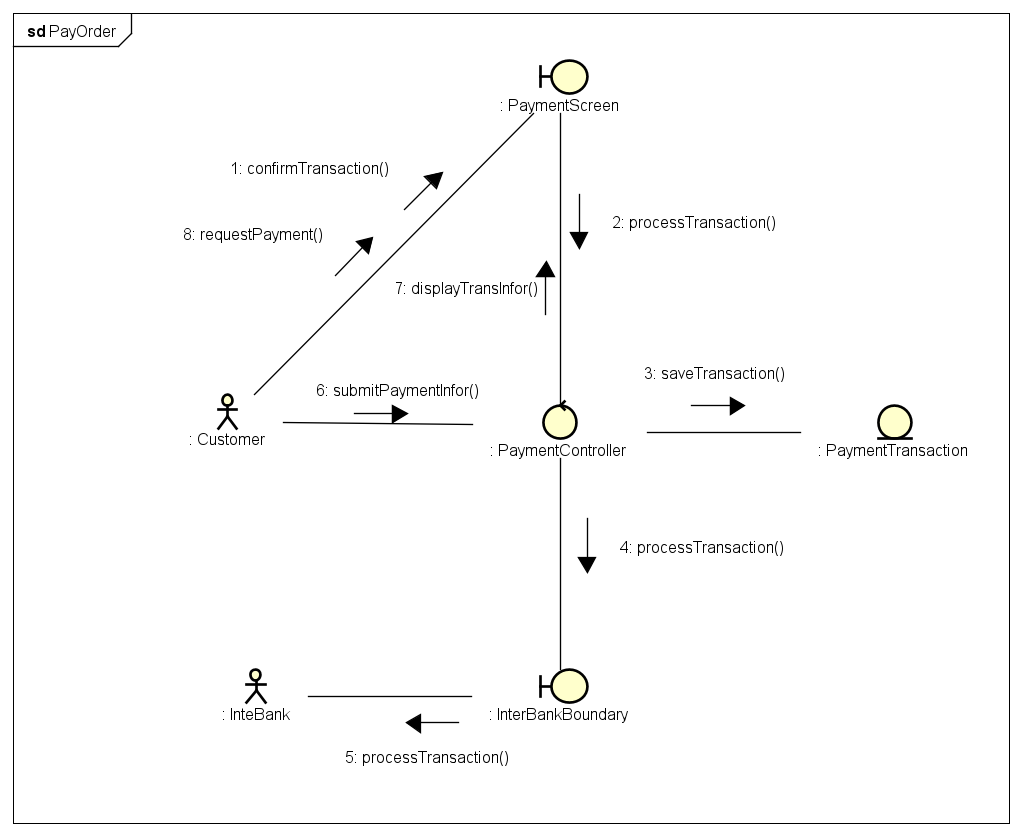 sd PayOrder
: PaymentScreen
1: confirmTransaction()
8: requestPayment()
2: processTransaction()
7: displayTransInfor()
3: saveTransaction()
6: submitPaymentInfor()
: Customer
: PaymentController
: PaymentTransaction
4: processTransaction()
: InteBank
: InterBankBoundary
5: processTransaction()